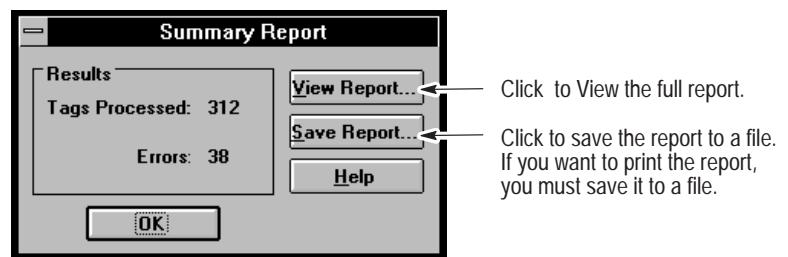 Summary Report
Results
Tags Processed: 312
Errors: 38
View Report...
Save Report...
Help
OK
Click to View the full report.
Click to save the report to a file.
If you want to print the report,
you must save it to a file.